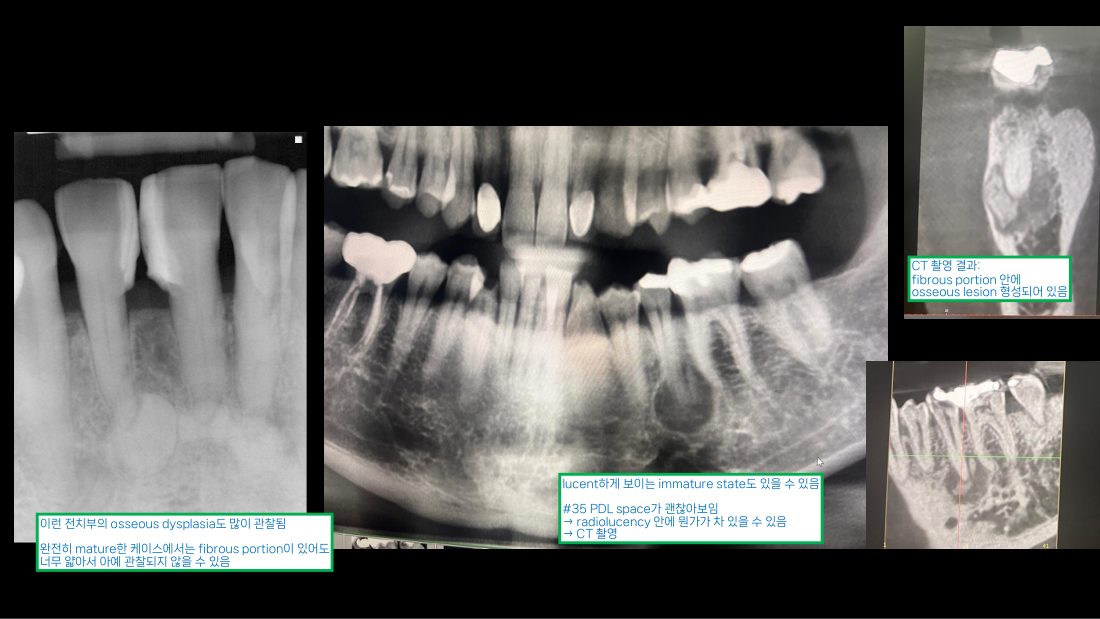 이런 전치부의 osseous dysplasia도 많이 관찰됨
완전히 mature한 케이스에서는 fibrous portion이 있어도
너무 얇아서 아예 관찰되지 않을 수 있음
lucent하게 보이는 immature state도 있을 수 있음
#35 PDL space가 괜찮아보임
→ radiolucency 안에 뭔가가 차 있을 수 있음
→ CT 촬영
CT 촬영 결과:
fibrous portion 안에
osseous lesion 형성되어 있음
41